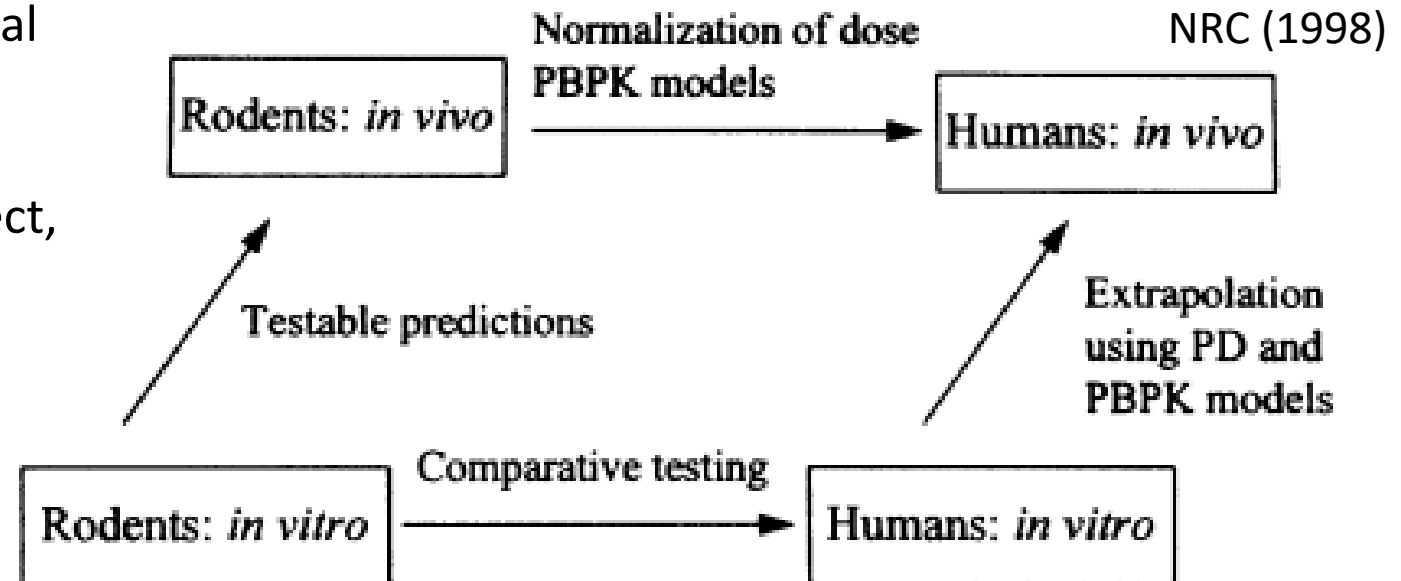 al
Normalization of dose
PBPK models
NRC (1998)
Rodents: in vivo
Humans: in vivo
ect,
Testable predictions
Extrapolation
using PD and
PBPK models
Comparative testing
Rodents: in vitro
Humans: in vitro